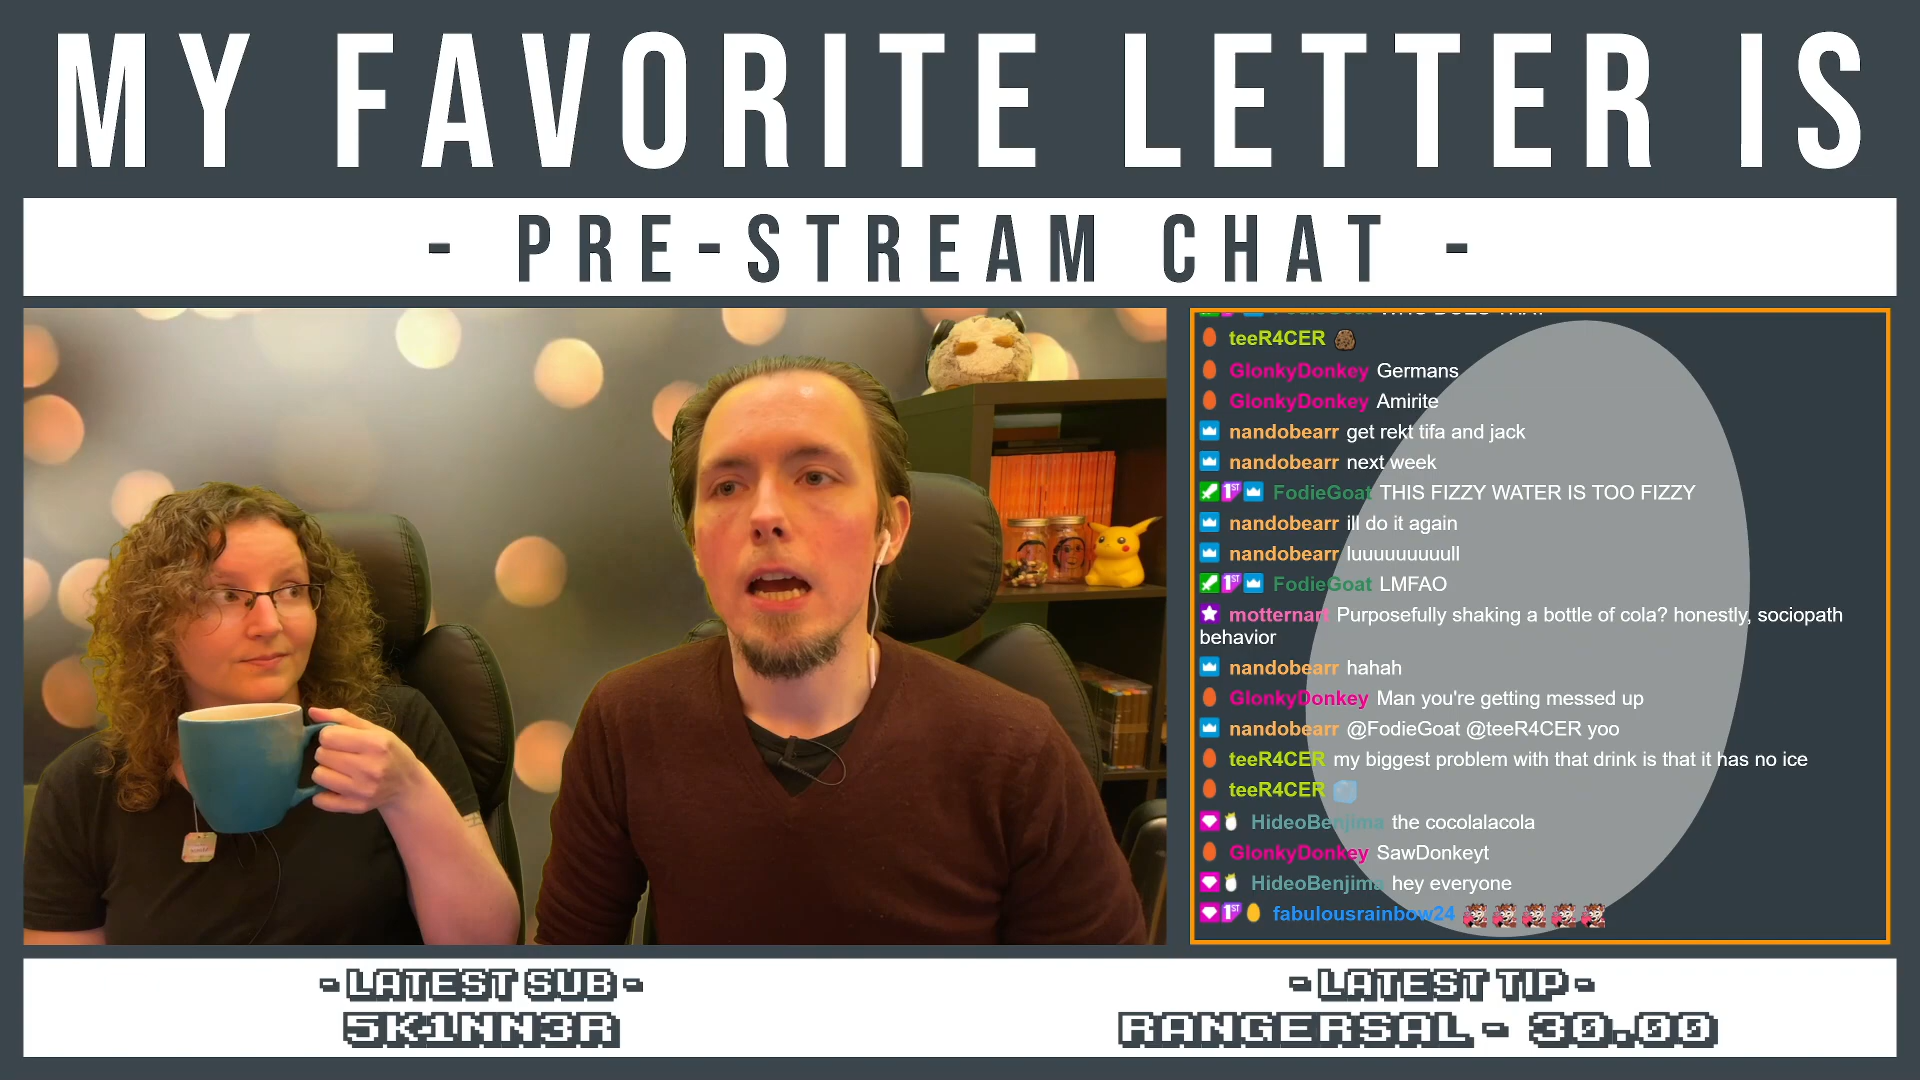 MY FAVORITE LETTER IS
- PRE-STREAM CHAT -
teeR4CER
GlonkyDonkey Germans
GlonkyDonkey Amirite
nandobearr get rekt tifa and jack
nandobearr next week
FodieGoat THIS FIZZY WATER IS TOO FIZZY
nandobearr ill do it again
nandobearr luuuuuuuuull
FodieGoat LMFAO
motternart Purposefully shaking a bottle of cola? honestly, sociopath
behavior
nandobearr hahah
GlonkyDonkey Man you're getting messed up
nandobearr @FodieGoat @teeR4CER yoo
teeR4CER my biggest problem with that drink is that it has no ice
teeR4CER
HideoBenjima the cocolalacola
GlonkyDonkey SawDonkeyt
HideoBenjima hey everyone
fabulousrainbow24
- LATEST SUB -
5K1NN3R
- LATEST TIP -
RANGERSAL - 30.00